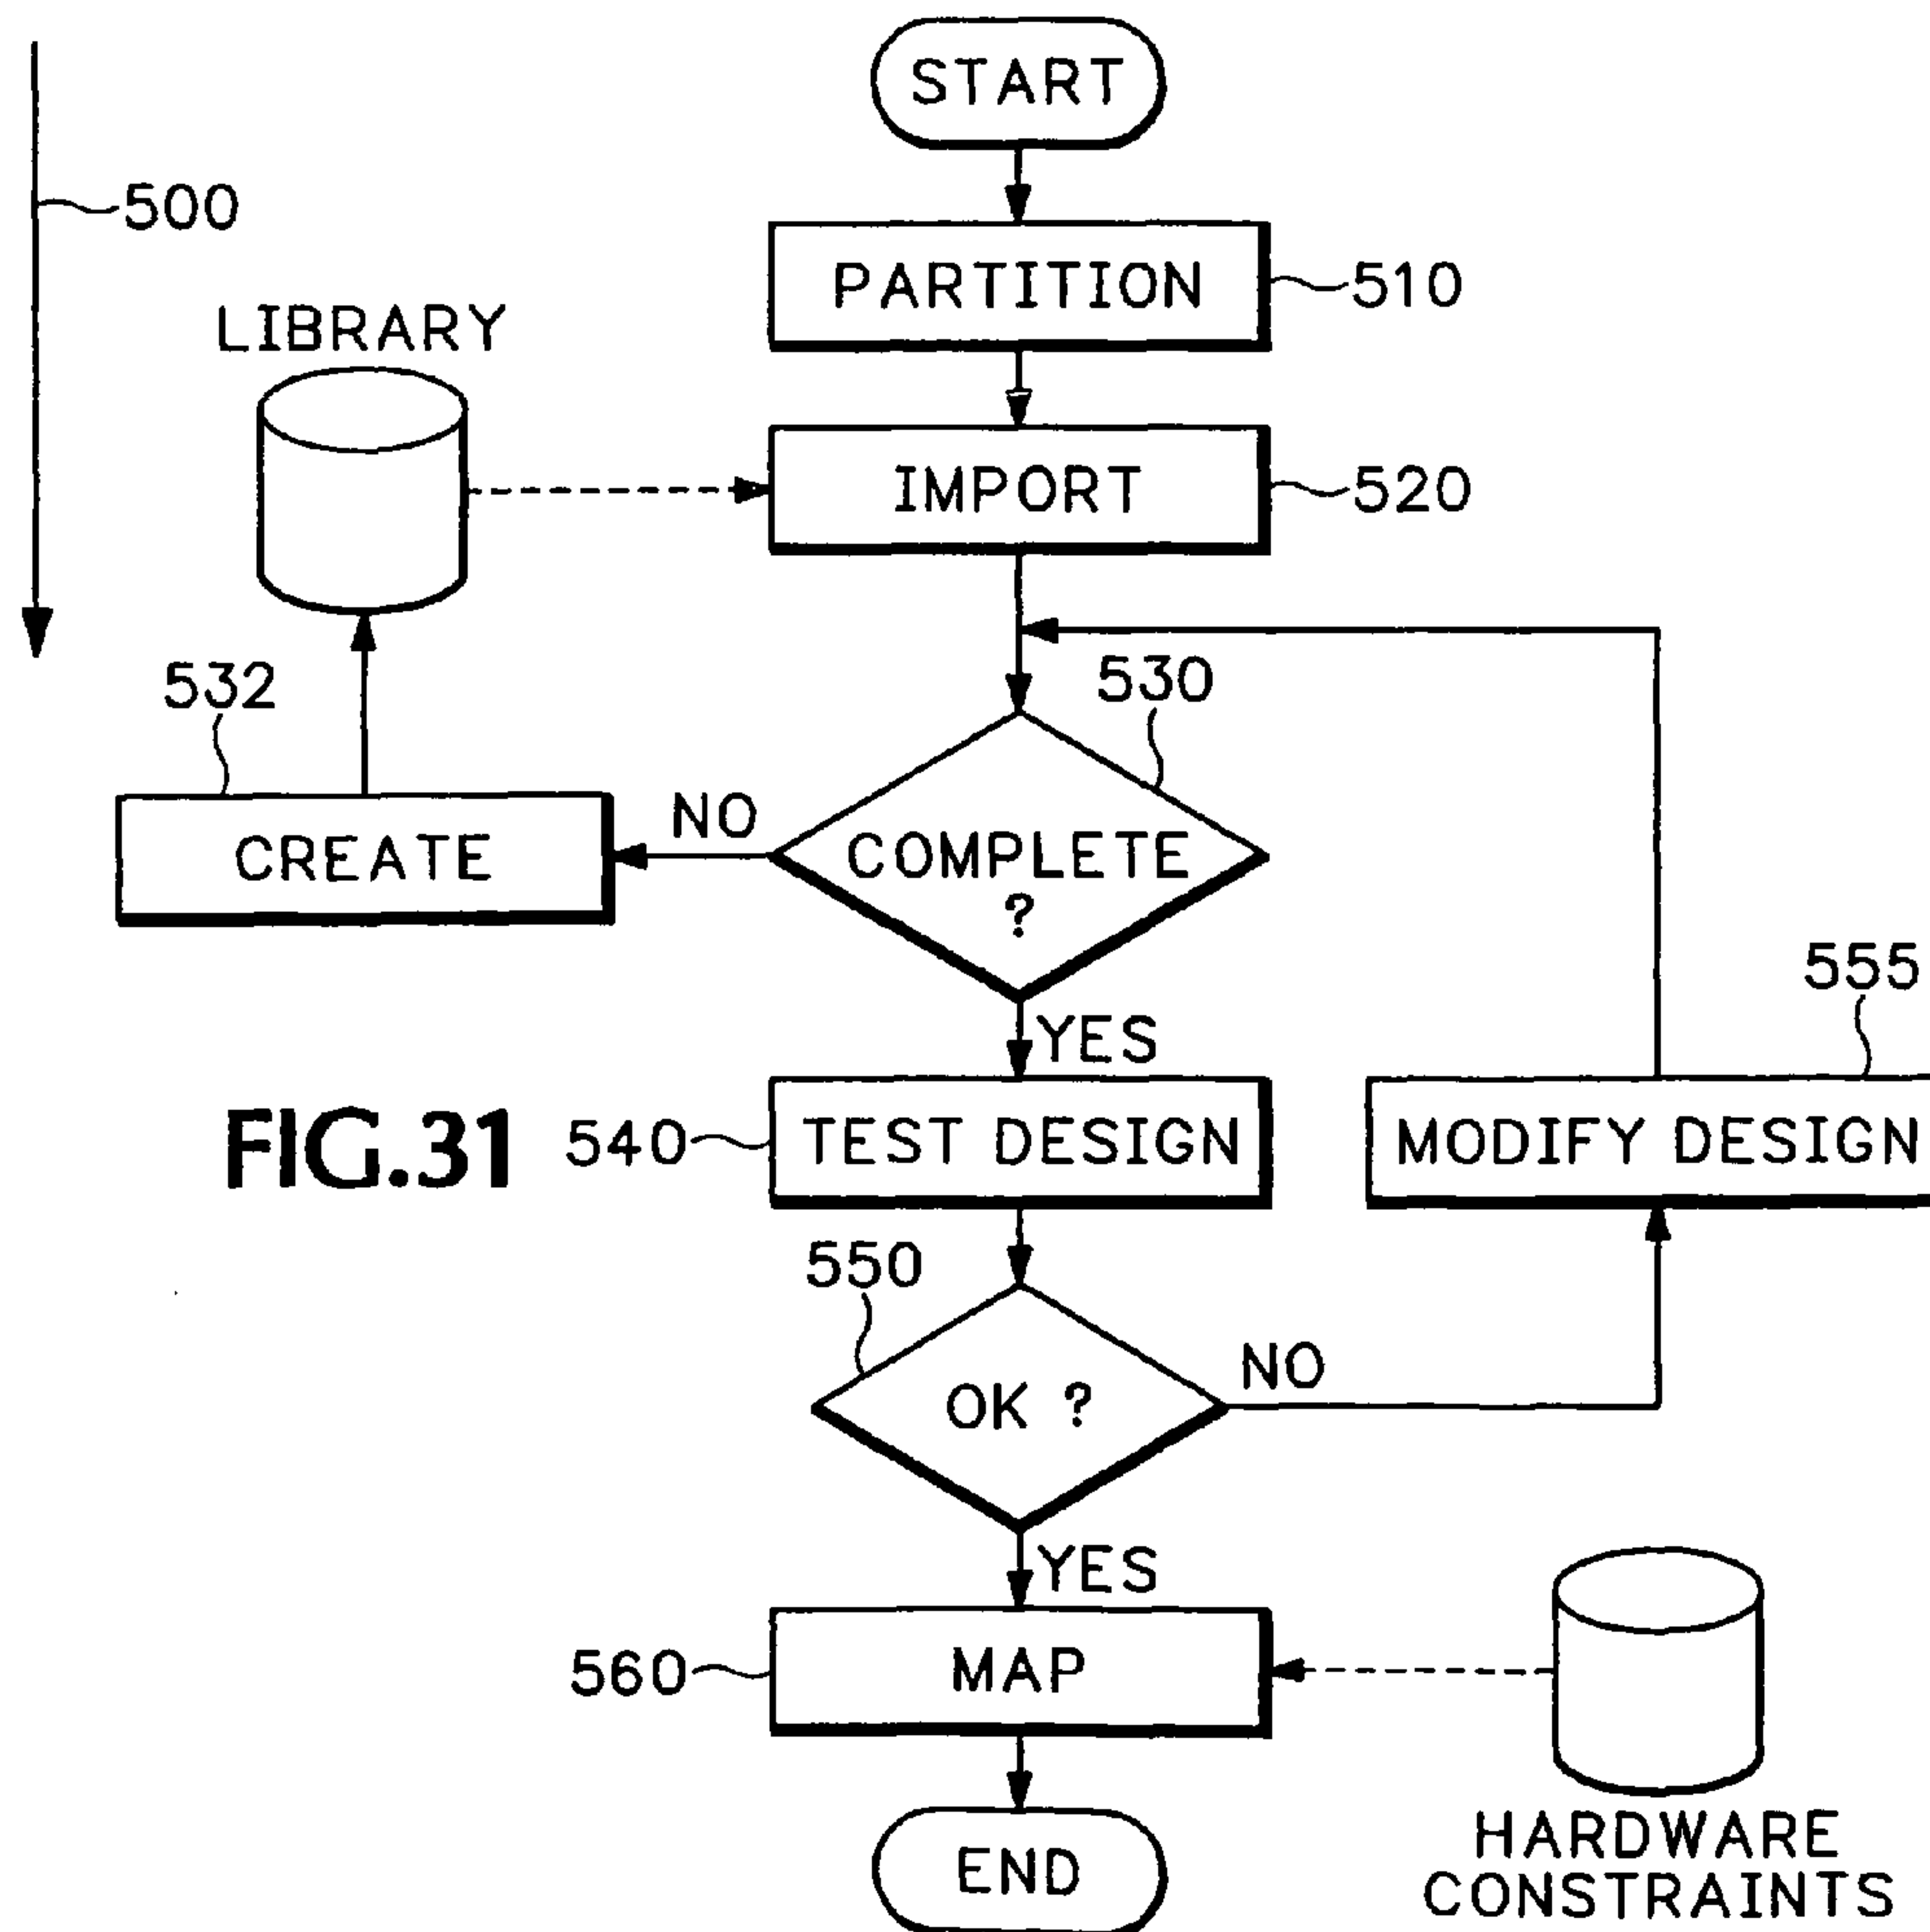 START
500
PARTITION
510
LIBRARY
IMPORT
520
532
530
NO
CREATE
COMPLETE
?
555
YES
FIG.31
540
TEST DESIGN
MODIFY DESIGN
550
NO
OK ?
YES
560
MAP
END
HARDWARE
CONSTRAINTS